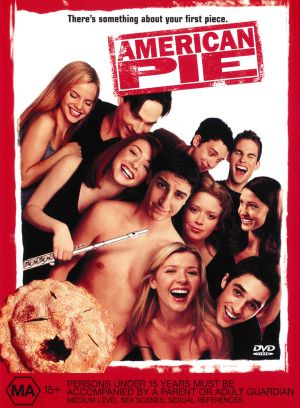 There's something about your first piece.
AMERICAN
PIE
DVD
VIDEO
MA 15+
PERSONS UNDER 15 YEARS MUST BE
ACCOMPANIED BY A PARENT OR ADULT GUARDIAN
MEDIUM LEVEL SEX SCENES, SEXUAL REFERENCES